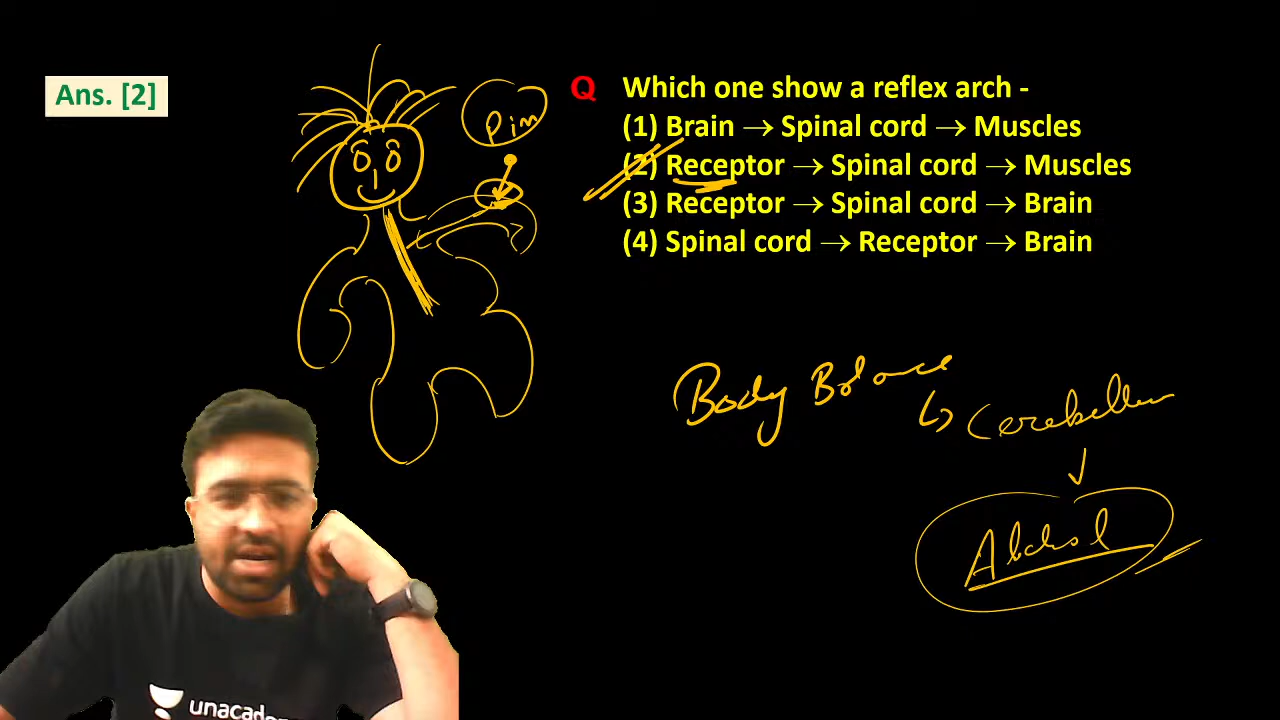 Ans. [2]
Q Which one show a reflex arch -
(1) Brain → Spinal cord → Muscles
(2) Receptor → Spinal cord → Muscles
(3) Receptor → Spinal cord → Brain
(4) Spinal cord → Receptor → Brain
Pin
Body Balance
↳ Cerebellum
Alcohol
unacade